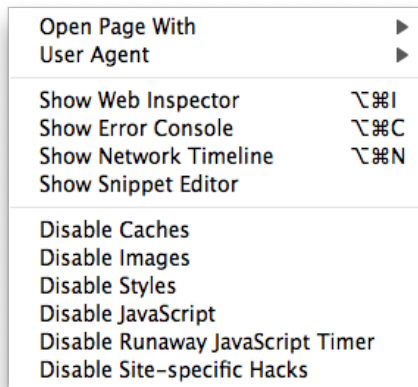 Open Page With ▶
User Agent ▶
Show Web Inspector ⌥⌘I
Show Error Console ⌥⌘C
Show Network Timeline ⌥⌘N
Show Snippet Editor
Disable Caches
Disable Images
Disable Styles
Disable JavaScript
Disable Runaway JavaScript Timer
Disable Site-specific Hacks